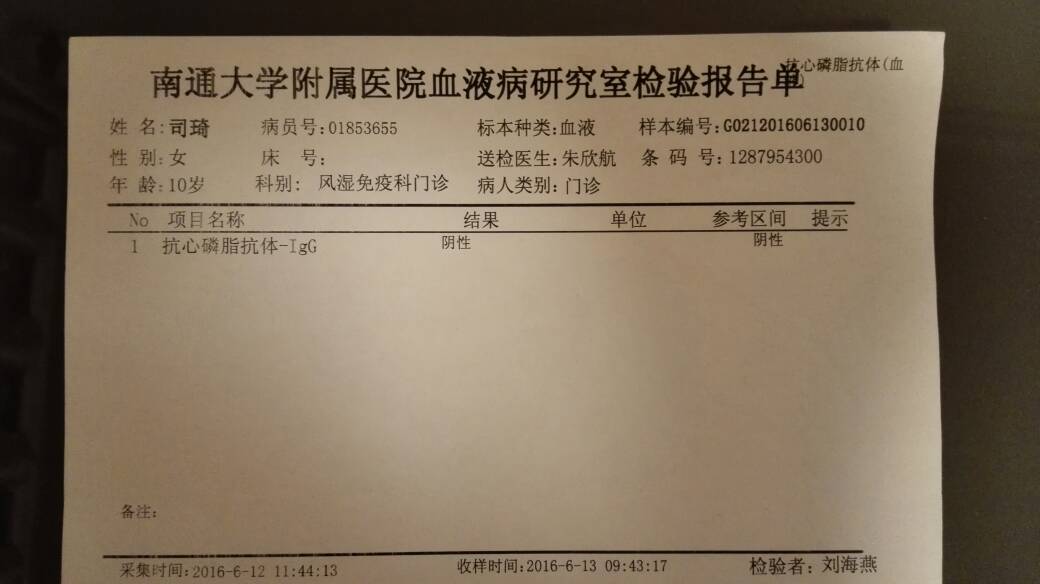 抗心磷脂抗体(血
南通大学附属医院血液病研究室检验报告单
姓 名:司琦 病员号:01853655 标本种类:血液 样本编号:G021201606130010
性 别:女 床 号: 送检医生:朱欣航 条 码 号:1287954300
年 龄:10岁 科别: 风湿免疫科门诊 病人类别:门诊
No 项目名称 结果 单位 参考区间 提示
1 抗心磷脂抗体-IgG 阴性 阴性
备注:
采集时间:2016-6-12 11:44:13 收样时间:2016-6-13 09:43:17 检验者: 刘海燕